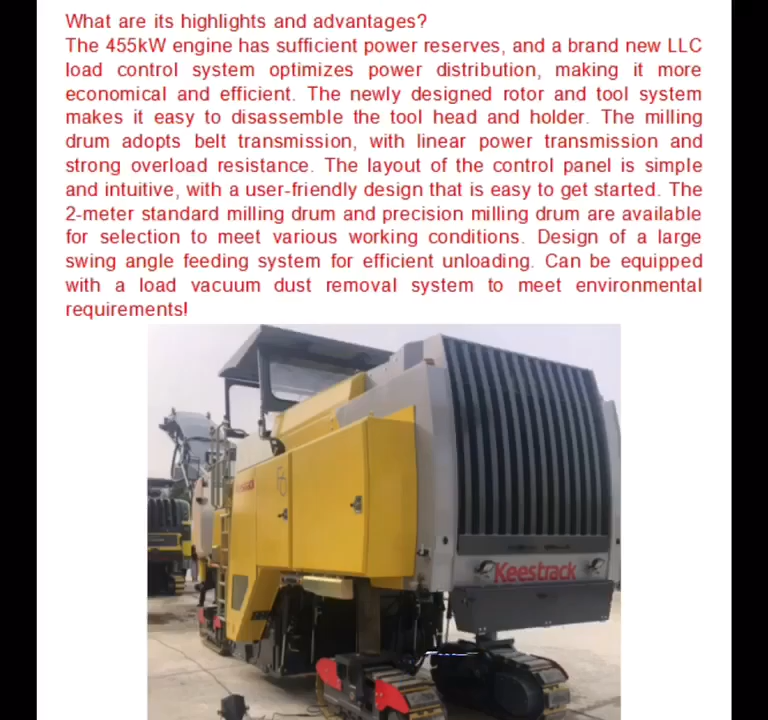 What are its highlights and advantages?
The 455kW engine has sufficient power reserves, and a brand new LLC
load control system optimizes power distribution, making it more
economical and efficient. The newly designed rotor and tool system
makes it easy to disassemble the tool head and holder. The milling
drum adopts belt transmission, with linear power transmission and
strong overload resistance. The layout of the control panel is simple
and intuitive, with a user-friendly design that is easy to get started. The
2-meter standard milling drum and precision milling drum are available
for selection to meet various working conditions. Design of a large
swing angle feeding system for efficient unloading. Can be equipped
with a load vacuum dust removal system to meet environmental
requirements!
Keestrack